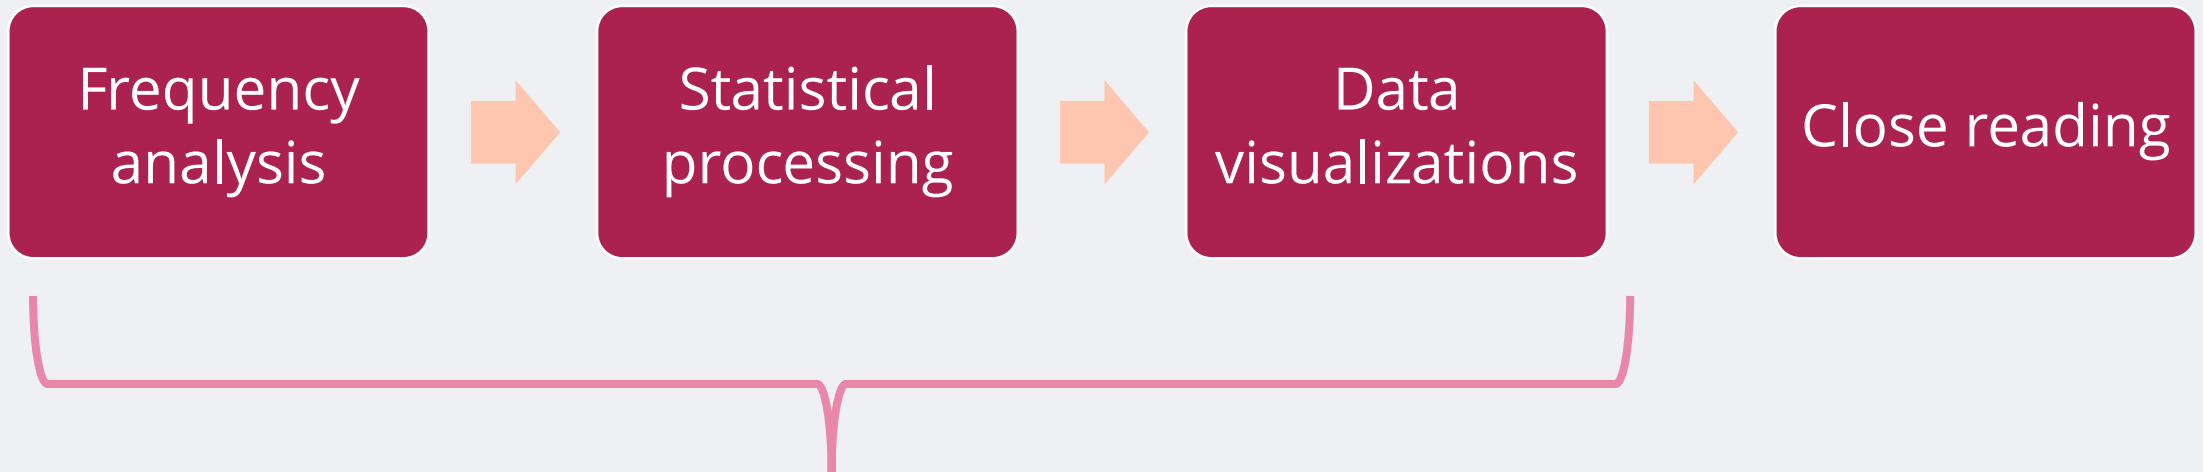 Frequency
analysis
Statistical
processing
Data
visualizations
Close reading